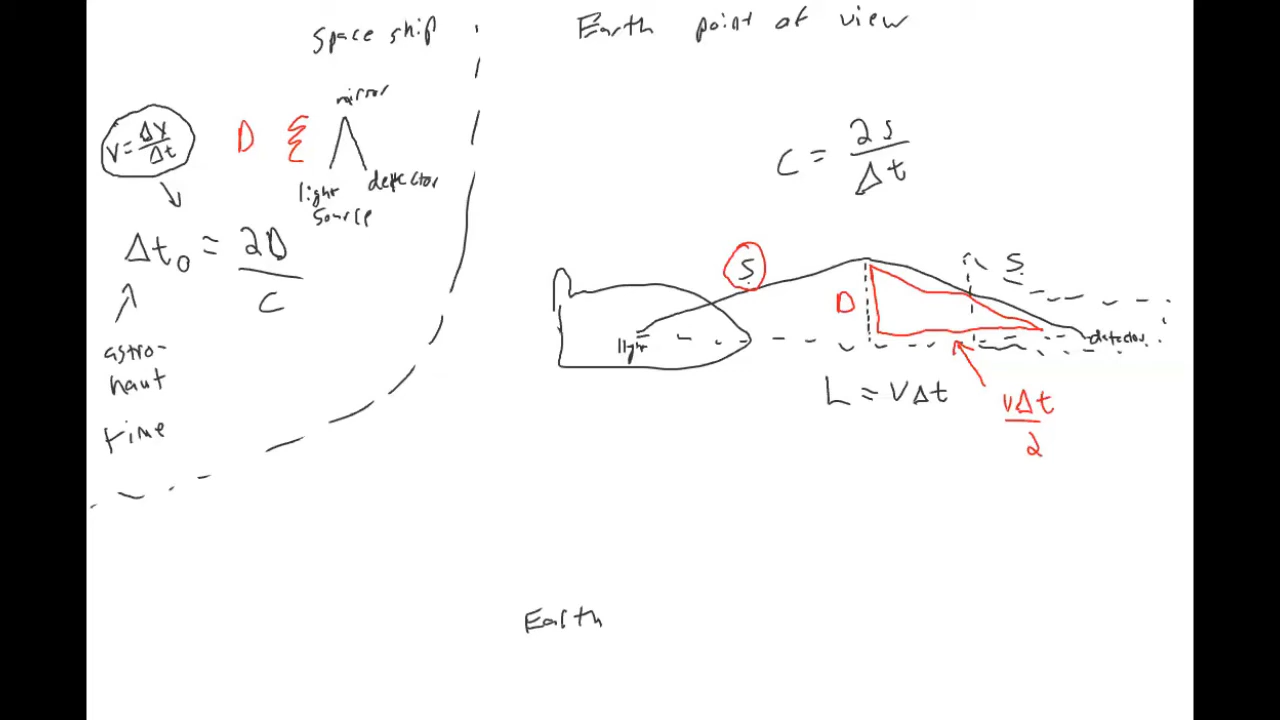 Space ship
Earth point of view
mirror
V = Δx/Δt
D {
light source
detector
Δt₀ = 2D/c
astro-
naut
time
c = 2s/Δt
S
S
D
light
detector
L = VΔt
VΔt/2
Earth